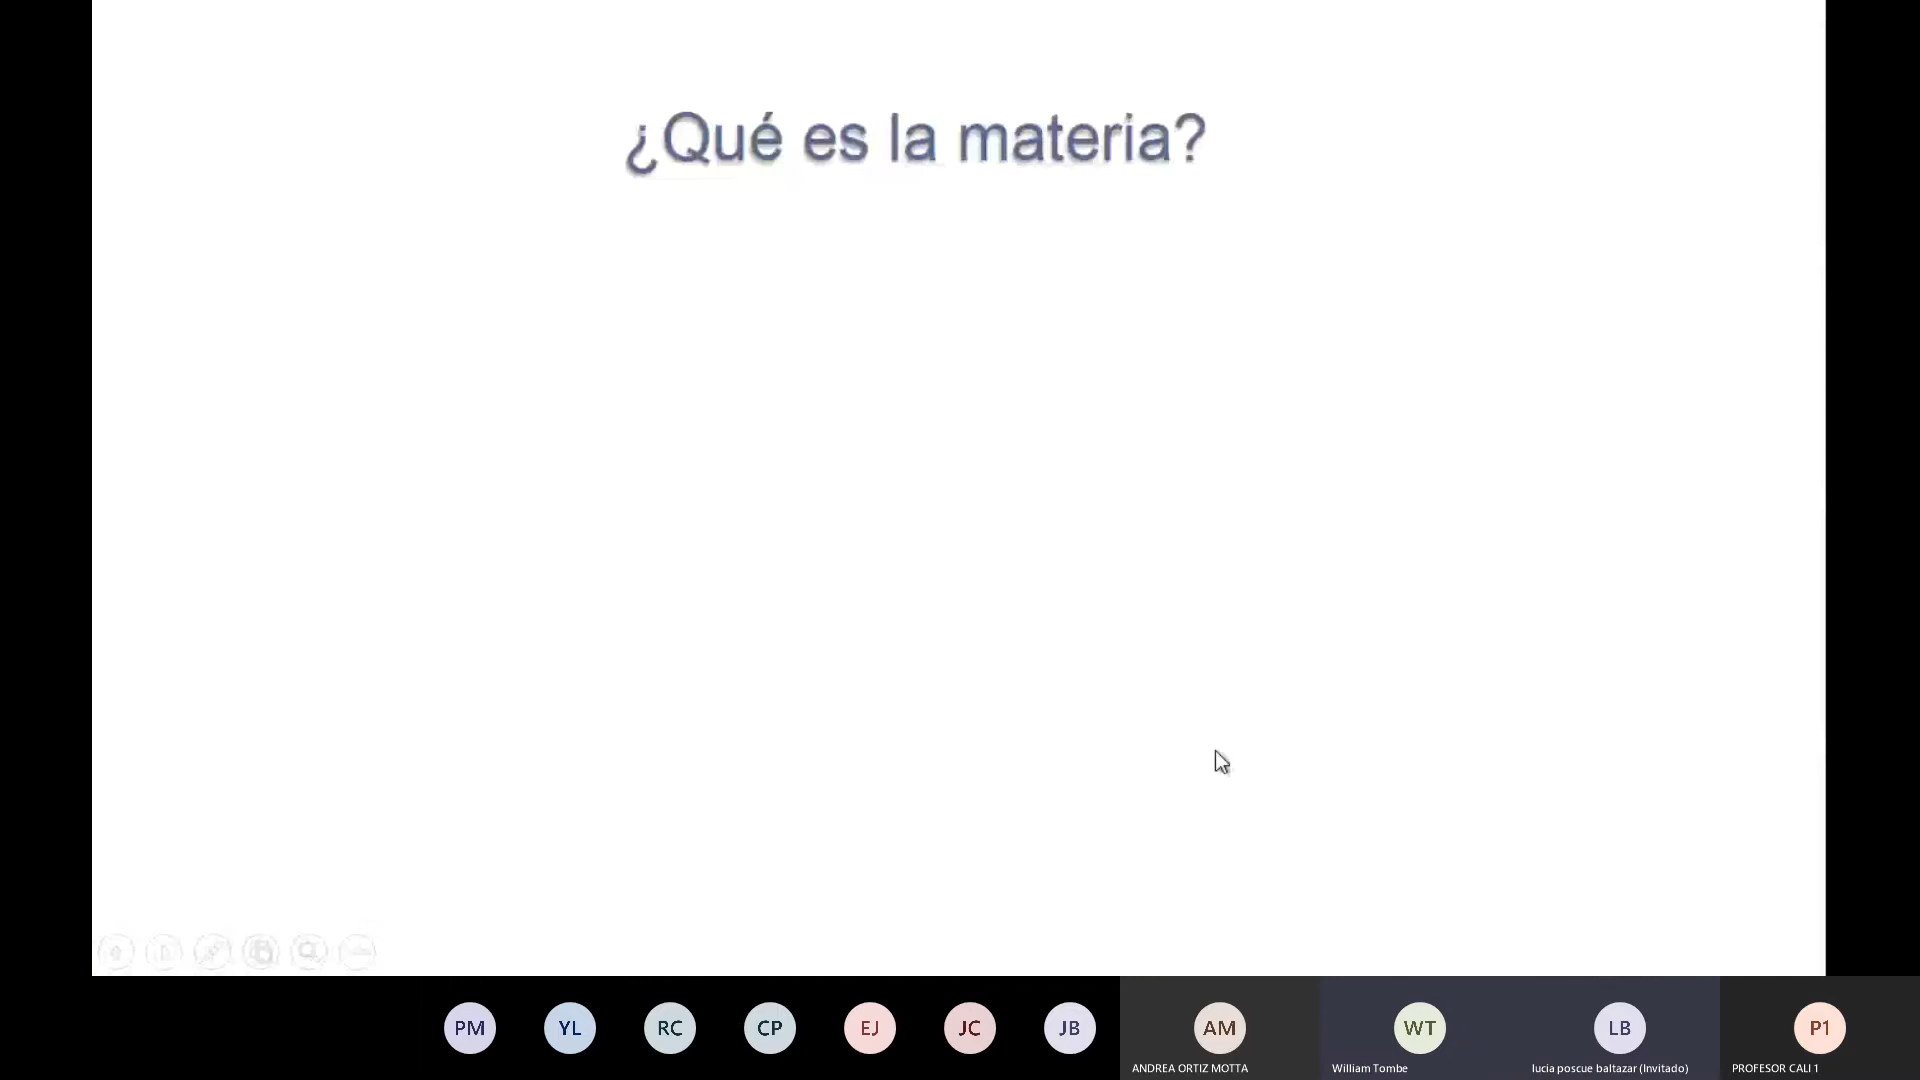 ¿Qué es la materia?
PM YL RC CP EJ JC JB AM WT LB P1
ANDREA ORTIZ MOTTA William Tombe lucia poscue baltazar (Invitado) PROFESOR CALI 1